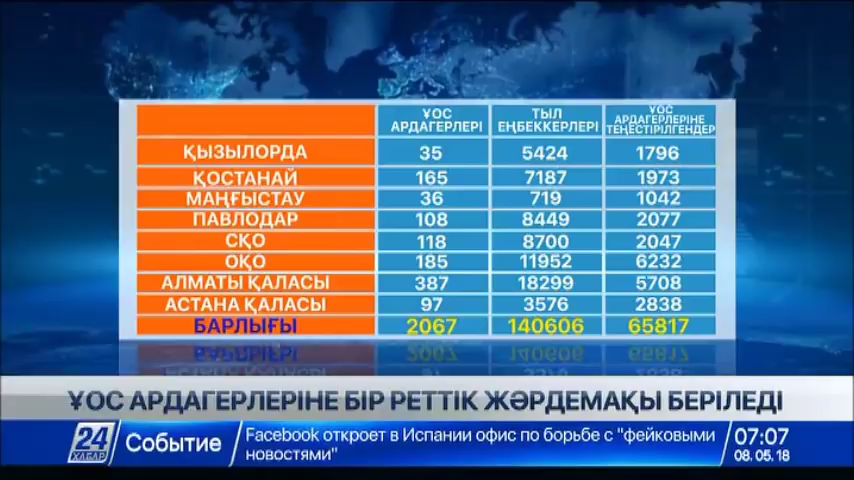 ҰОС АРДАГЕРЛЕРІ ТЫЛ ЕҢБЕККЕРЛЕРІ ҰОС АРДАГЕРЛЕРІНЕ ТЕҢЕСТІРІЛГЕНДЕР
ҚЫЗЫЛОРДА 35 5424 1796
ҚОСТАНАЙ 165 7187 1973
МАҢҒЫСТАУ 36 719 1042
ПАВЛОДАР 108 8449 2077
СҚО 118 8700 2047
ОҚО 185 11952 6232
АЛМАТЫ ҚАЛАСЫ 387 18299 5708
АСТАНА ҚАЛАСЫ 97 3576 2838
БАРЛЫҒЫ 2067 140606 65817
ҰОС АРДАГЕРЛЕРІНЕ БІР РЕТТІК ЖӘРДЕМАҚЫ БЕРІЛЕДІ
24 ХАБАР Событие
Facebook откроет в Испании офис по борьбе с "фейковыми
новостями"
07:07
08.05.18